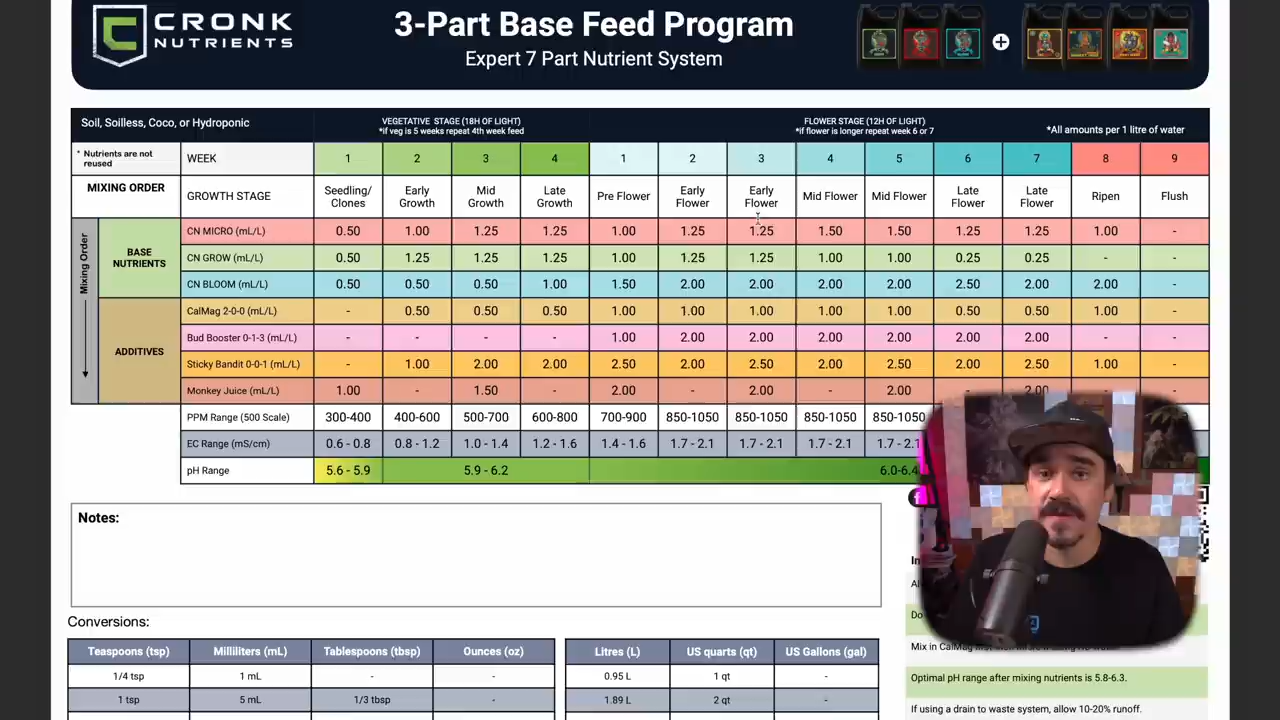 CRONK
NUTRIENTS
3-Part Base Feed Program
Expert 7 Part Nutrient System
Soil, Soilless, Coco, or Hydroponic
VEGETATIVE STAGE (18H OF LIGHT)
*if veg is 5 weeks repeat 4th week feed
FLOWER STAGE (12H OF LIGHT)
*if flower is longer repeat week 6 or 7
*All amounts per 1 litre of water
* Nutrients are not
reused
WEEK 1 2 3 4 1 2 3 4 5 6 7 8 9
MIXING ORDER
GROWTH STAGE Seedling/ Clones Early Growth Mid Growth Late Growth Pre Flower Early Flower Early Flower Mid Flower Mid Flower Late Flower Late Flower Ripen Flush
Mixing Order
BASE
NUTRIENTS
CN MICRO (mL/L) 0.50 1.00 1.25 1.25 1.00 1.25 1.25 1.50 1.50 1.25 1.25 1.00 -
CN GROW (mL/L) 0.50 1.25 1.25 1.25 1.00 1.25 1.25 1.00 1.00 0.25 0.25 - -
CN BLOOM (mL/L) 0.50 0.50 0.50 1.00 1.50 2.00 2.00 2.00 2.00 2.50 2.00 2.00 -
ADDITIVES
CalMag 2-0-0 (mL/L) - 0.50 0.50 0.50 1.00 1.00 1.00 1.00 1.00 0.50 0.50 1.00 -
Bud Booster 0-1-3 (mL/L) - - - - 1.00 2.00 2.00 2.00 2.00 2.00 2.00 - -
Sticky Bandit 0-0-1 (mL/L) - 1.00 2.00 2.00 2.50 2.00 2.50 2.00 2.50 2.00 2.50 1.00 -
Monkey Juice (mL/L) 1.00 - 1.50 - 2.00 - 2.00 - 2.00 - 2.00 - -
PPM Range (500 Scale) 300-400 400-600 500-700 600-800 700-900 850-1050 850-1050 850-1050 850-1050
EC Range (mS/cm) 0.6 - 0.8 0.8 - 1.2 1.0 - 1.4 1.2 - 1.6 1.4 - 1.6 1.7 - 2.1 1.7 - 2.1 1.7 - 2.1 1.7 - 2.1
pH Range 5.6 - 5.9 5.9 - 6.2 6.0-6.4
Notes:
Conversions:
Teaspoons (tsp) Milliliters (mL) Tablespoons (tbsp) Ounces (oz)
1/4 tsp 1 mL - -
1 tsp 5 mL 1/3 tbsp -
Litres (L) US quarts (qt) US Gallons (gal)
0.95 L 1 qt -
1.89 L 2 qt -
Mix in CalMag
Optimal pH range after mixing nutrients is 5.8-6.3.
If using a drain to waste system, allow 10-20% runoff.